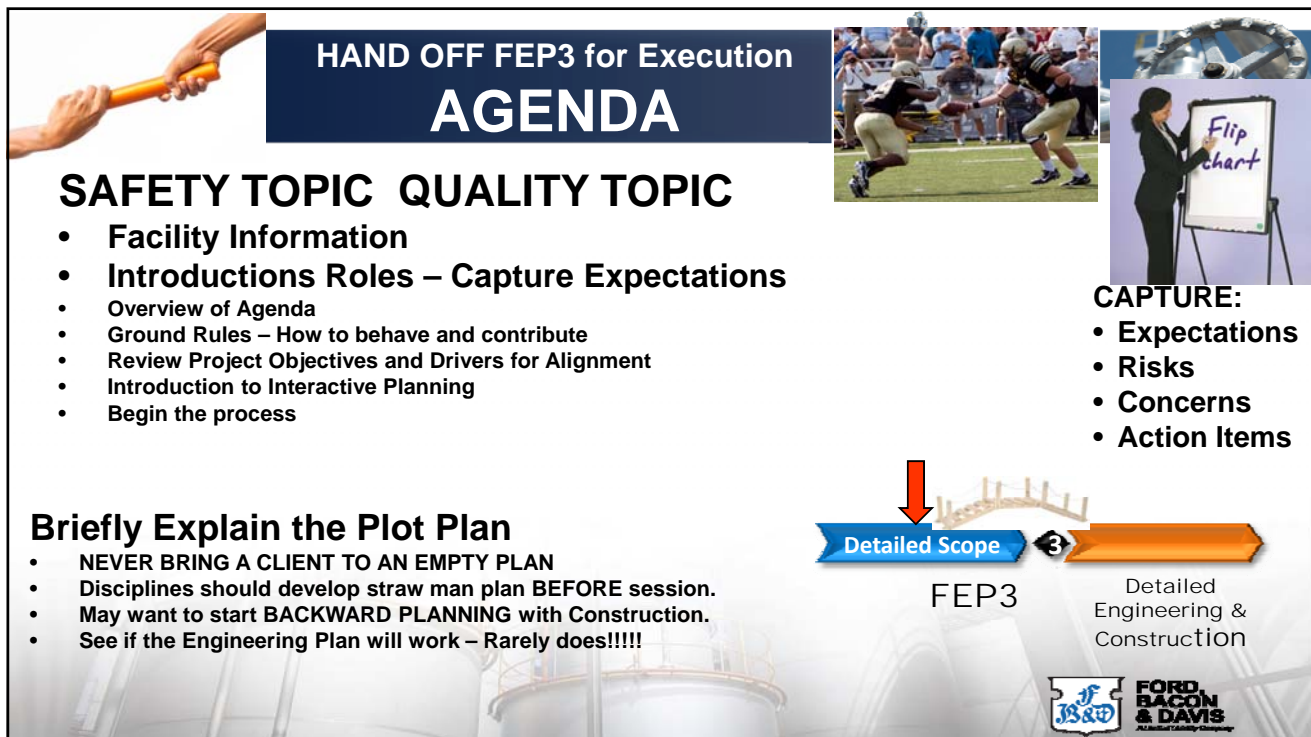 HAND OFF FEP3 for Execution
AGENDA
Flip
chart
SAFETY TOPIC  QUALITY TOPIC
• Facility Information
• Introductions Roles – Capture Expectations
• Overview of Agenda
• Ground Rules – How to behave and contribute
• Review Project Objectives and Drivers for Alignment
• Introduction to Interactive Planning
• Begin the process
CAPTURE:
• Expectations
• Risks
• Concerns
• Action Items
Briefly Explain the Plot Plan
• NEVER BRING A CLIENT TO AN EMPTY PLAN
• Disciplines should develop straw man plan BEFORE session.
• May want to start BACKWARD PLANNING with Construction.
• See if the Engineering Plan will work – Rarely does!!!!!
Detailed Scope
3
FEP3
Detailed
Engineering &
Construction
F
B&D
FORD,
BACON
& DAVIS